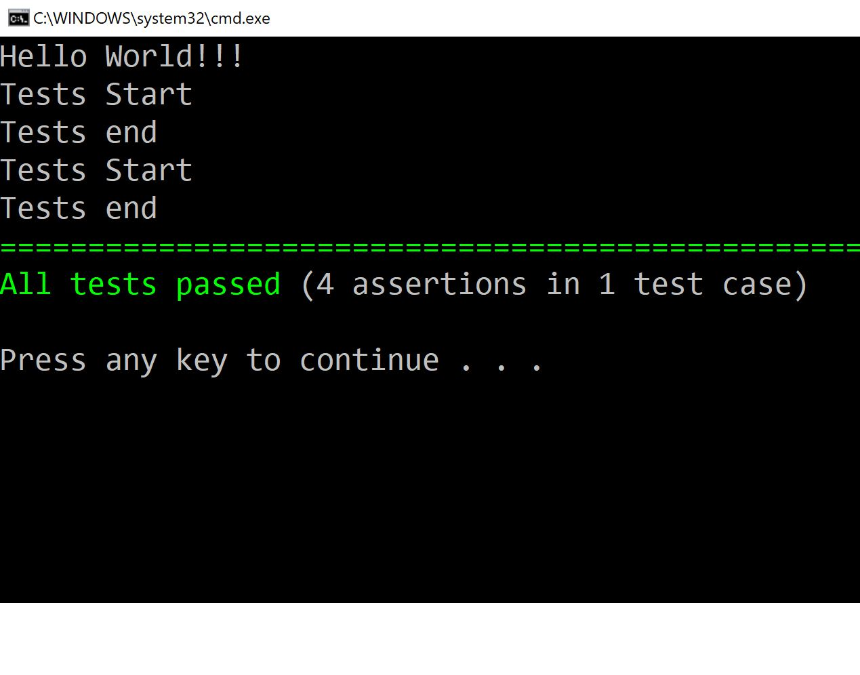 C:\WINDOWS\system32\cmd.exe
Hello World!!!
Tests Start
Tests end
Tests Start
Tests end
=================================================
All tests passed (4 assertions in 1 test case)
Press any key to continue . . .